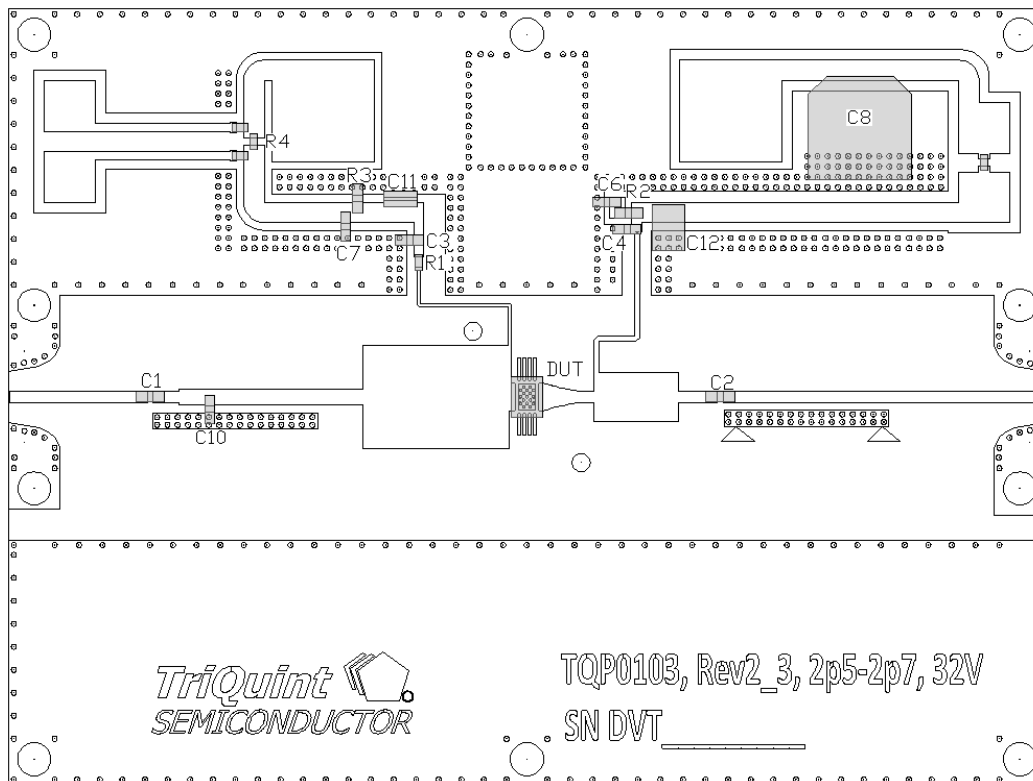 C8
R4
R3
C11
C6
R2
C7
C3
C4
C12
R1
DUT
C1
C2
C10
TriQuint
SEMICONDUCTOR
TQP0103, Rev2_3, 2p5-2p7, 32V
SN DVT